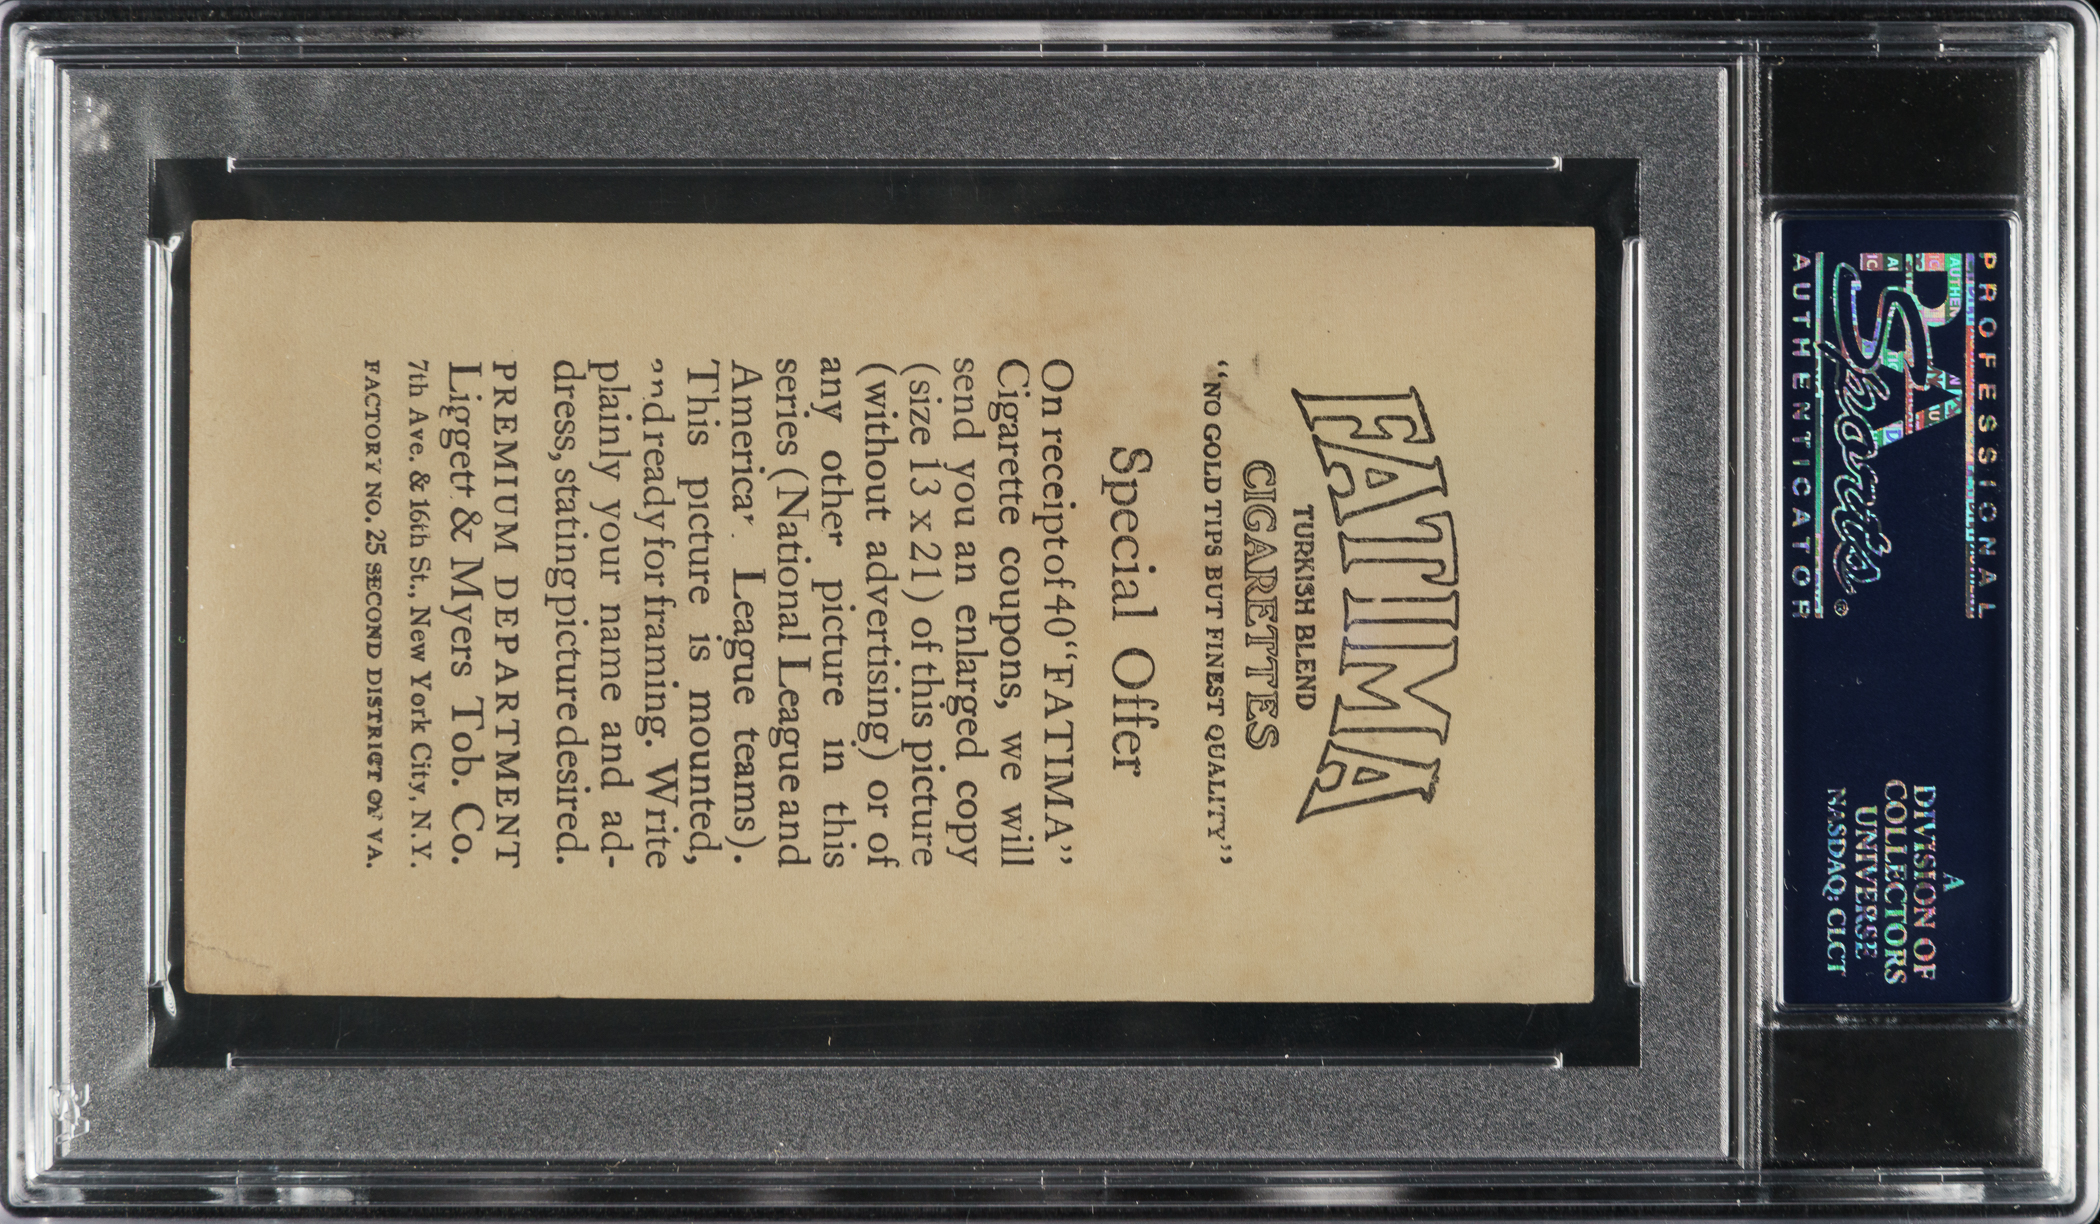 PROFESSIONAL
PSA
Sports®
AUTHENTICATOR
A
DIVISION OF
COLLECTORS
UNIVERSE
NASDAQ: CLCT
FATIMA
TURKISH BLEND
CIGARETTES
“NO GOLD TIPS BUT FINEST QUALITY”
Special Offer
On receipt of 40 “FATIMA”
Cigarette coupons, we will
send you an enlarged copy
(size 13 x 21) of this picture
(without advertising) or of
any other picture in this
series (National League and
American League teams).
This picture is mounted,
and ready for framing. Write
plainly your name and ad-
dress, stating picture desired.
PREMIUM DEPARTMENT
Liggett & Myers Tob. Co.
7th Ave. & 16th St., New York City, N.Y.
FACTORY NO. 25 SECOND DISTRICT OF VA.